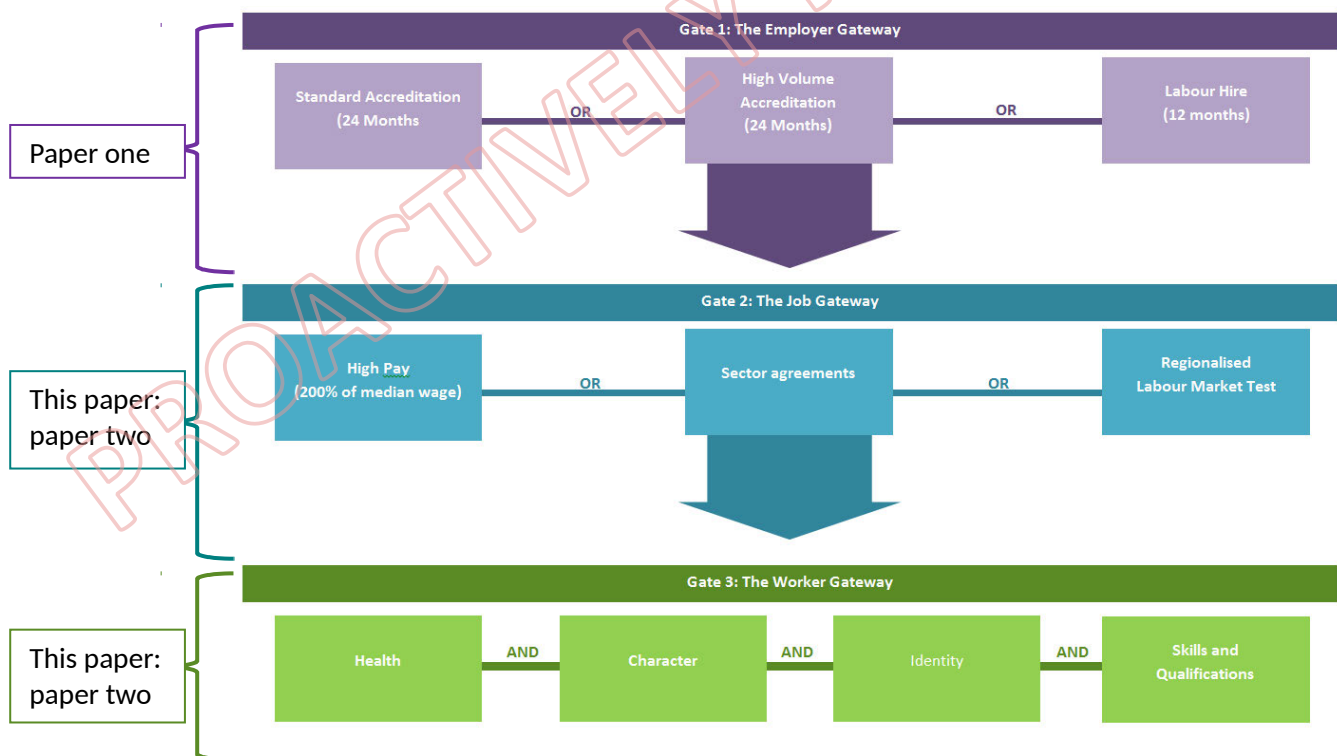 Gate 1: The Employer Gateway
Paper one
Standard Accreditation
(24 Months
OR
High Volume
Accreditation
(24 Months)
OR
Labour Hire
(12 months)
Gate 2: The Job Gateway
This paper:
paper two
High Pay
(200% of median wage)
OR
Sector agreements
OR
Regionalised
Labour Market Test
Gate 3: The Worker Gateway
This paper:
paper two
Health
AND
Character
AND
Identity
AND
Skills and
Qualifications
PROACTIVELY